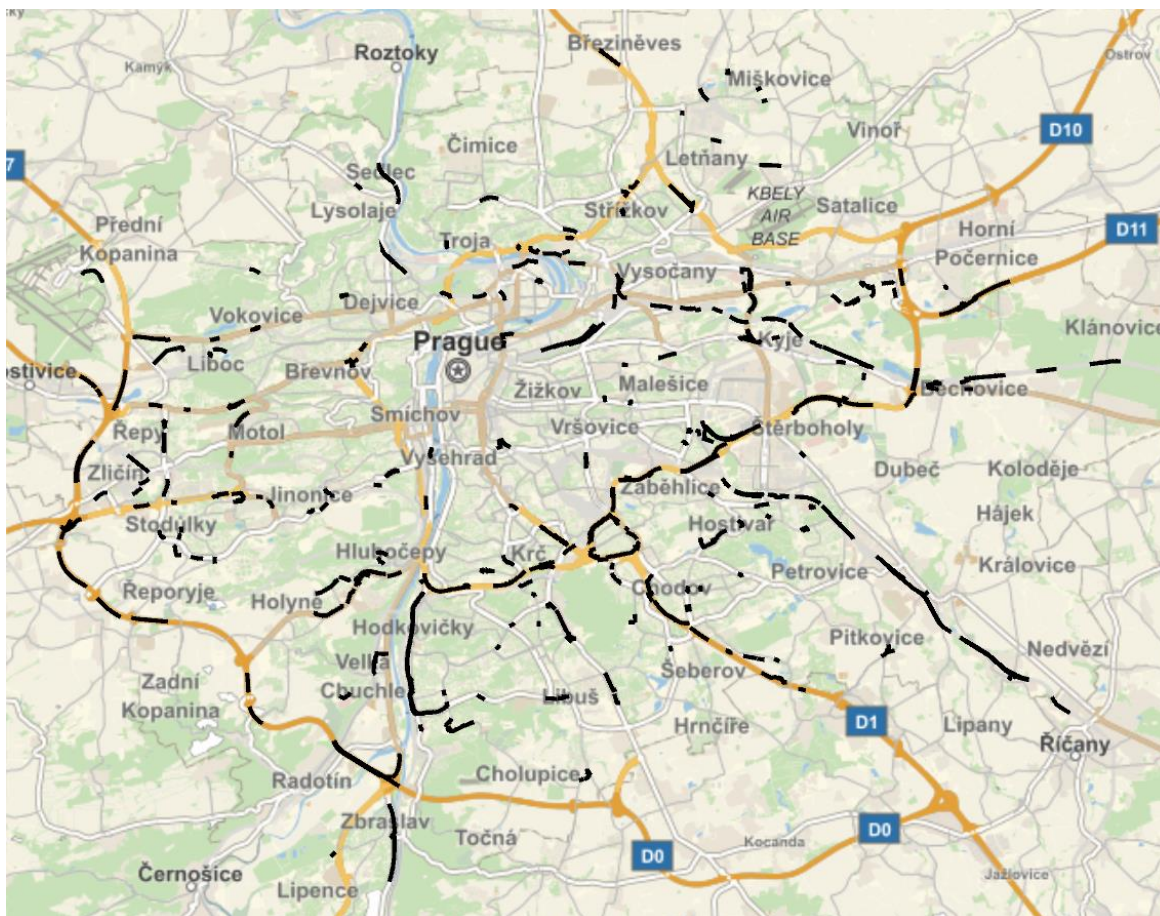 Březiněves
Roztoky
Kamýk
Ostrov
Miškovice
D10
Vinoř
Čimice
Letňany
7
Sedlec
KBELY
AIR
BASE
Lysolaje
Střížkov
Satalice
Přední
Kopanina
Horní
Počernice
D11
Troja
Vysočany
Dejvice
Vokovice
Klánovice
Prague
Kyje
Liboc
ostivice
Břevnov
Žižkov
Malešice
Běchovice
Smíchov
Vršovice
Štěrboholy
Řepy
Motol
Vyšehrad
Zličín
Dubeč
Koloděje
Záběhlice
Jinonice
Stodůlky
Hostivař
Hájek
Hlubočepy
Krč
Petrovice
Královice
Řeporyje
Chodov
Holyně
Hodkovičky
Pitkovice
Nedvězí
Velká
Chuchle
Šeberov
Zadní
Kopanina
Libuš
Hrnčíře
D1
Lipany
Říčany
Radotín
Cholupice
Zbraslav
Točná
D0
Kocanda
D0
Černošice
Lipence
Jažlovice